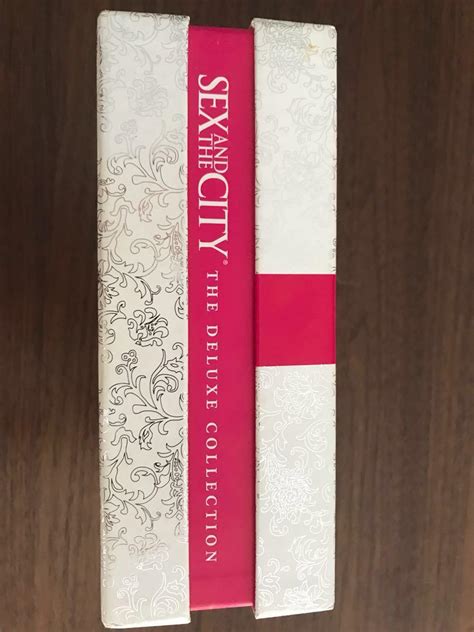 SEX AND THE CITY®
THE DELUXE COLLECTION